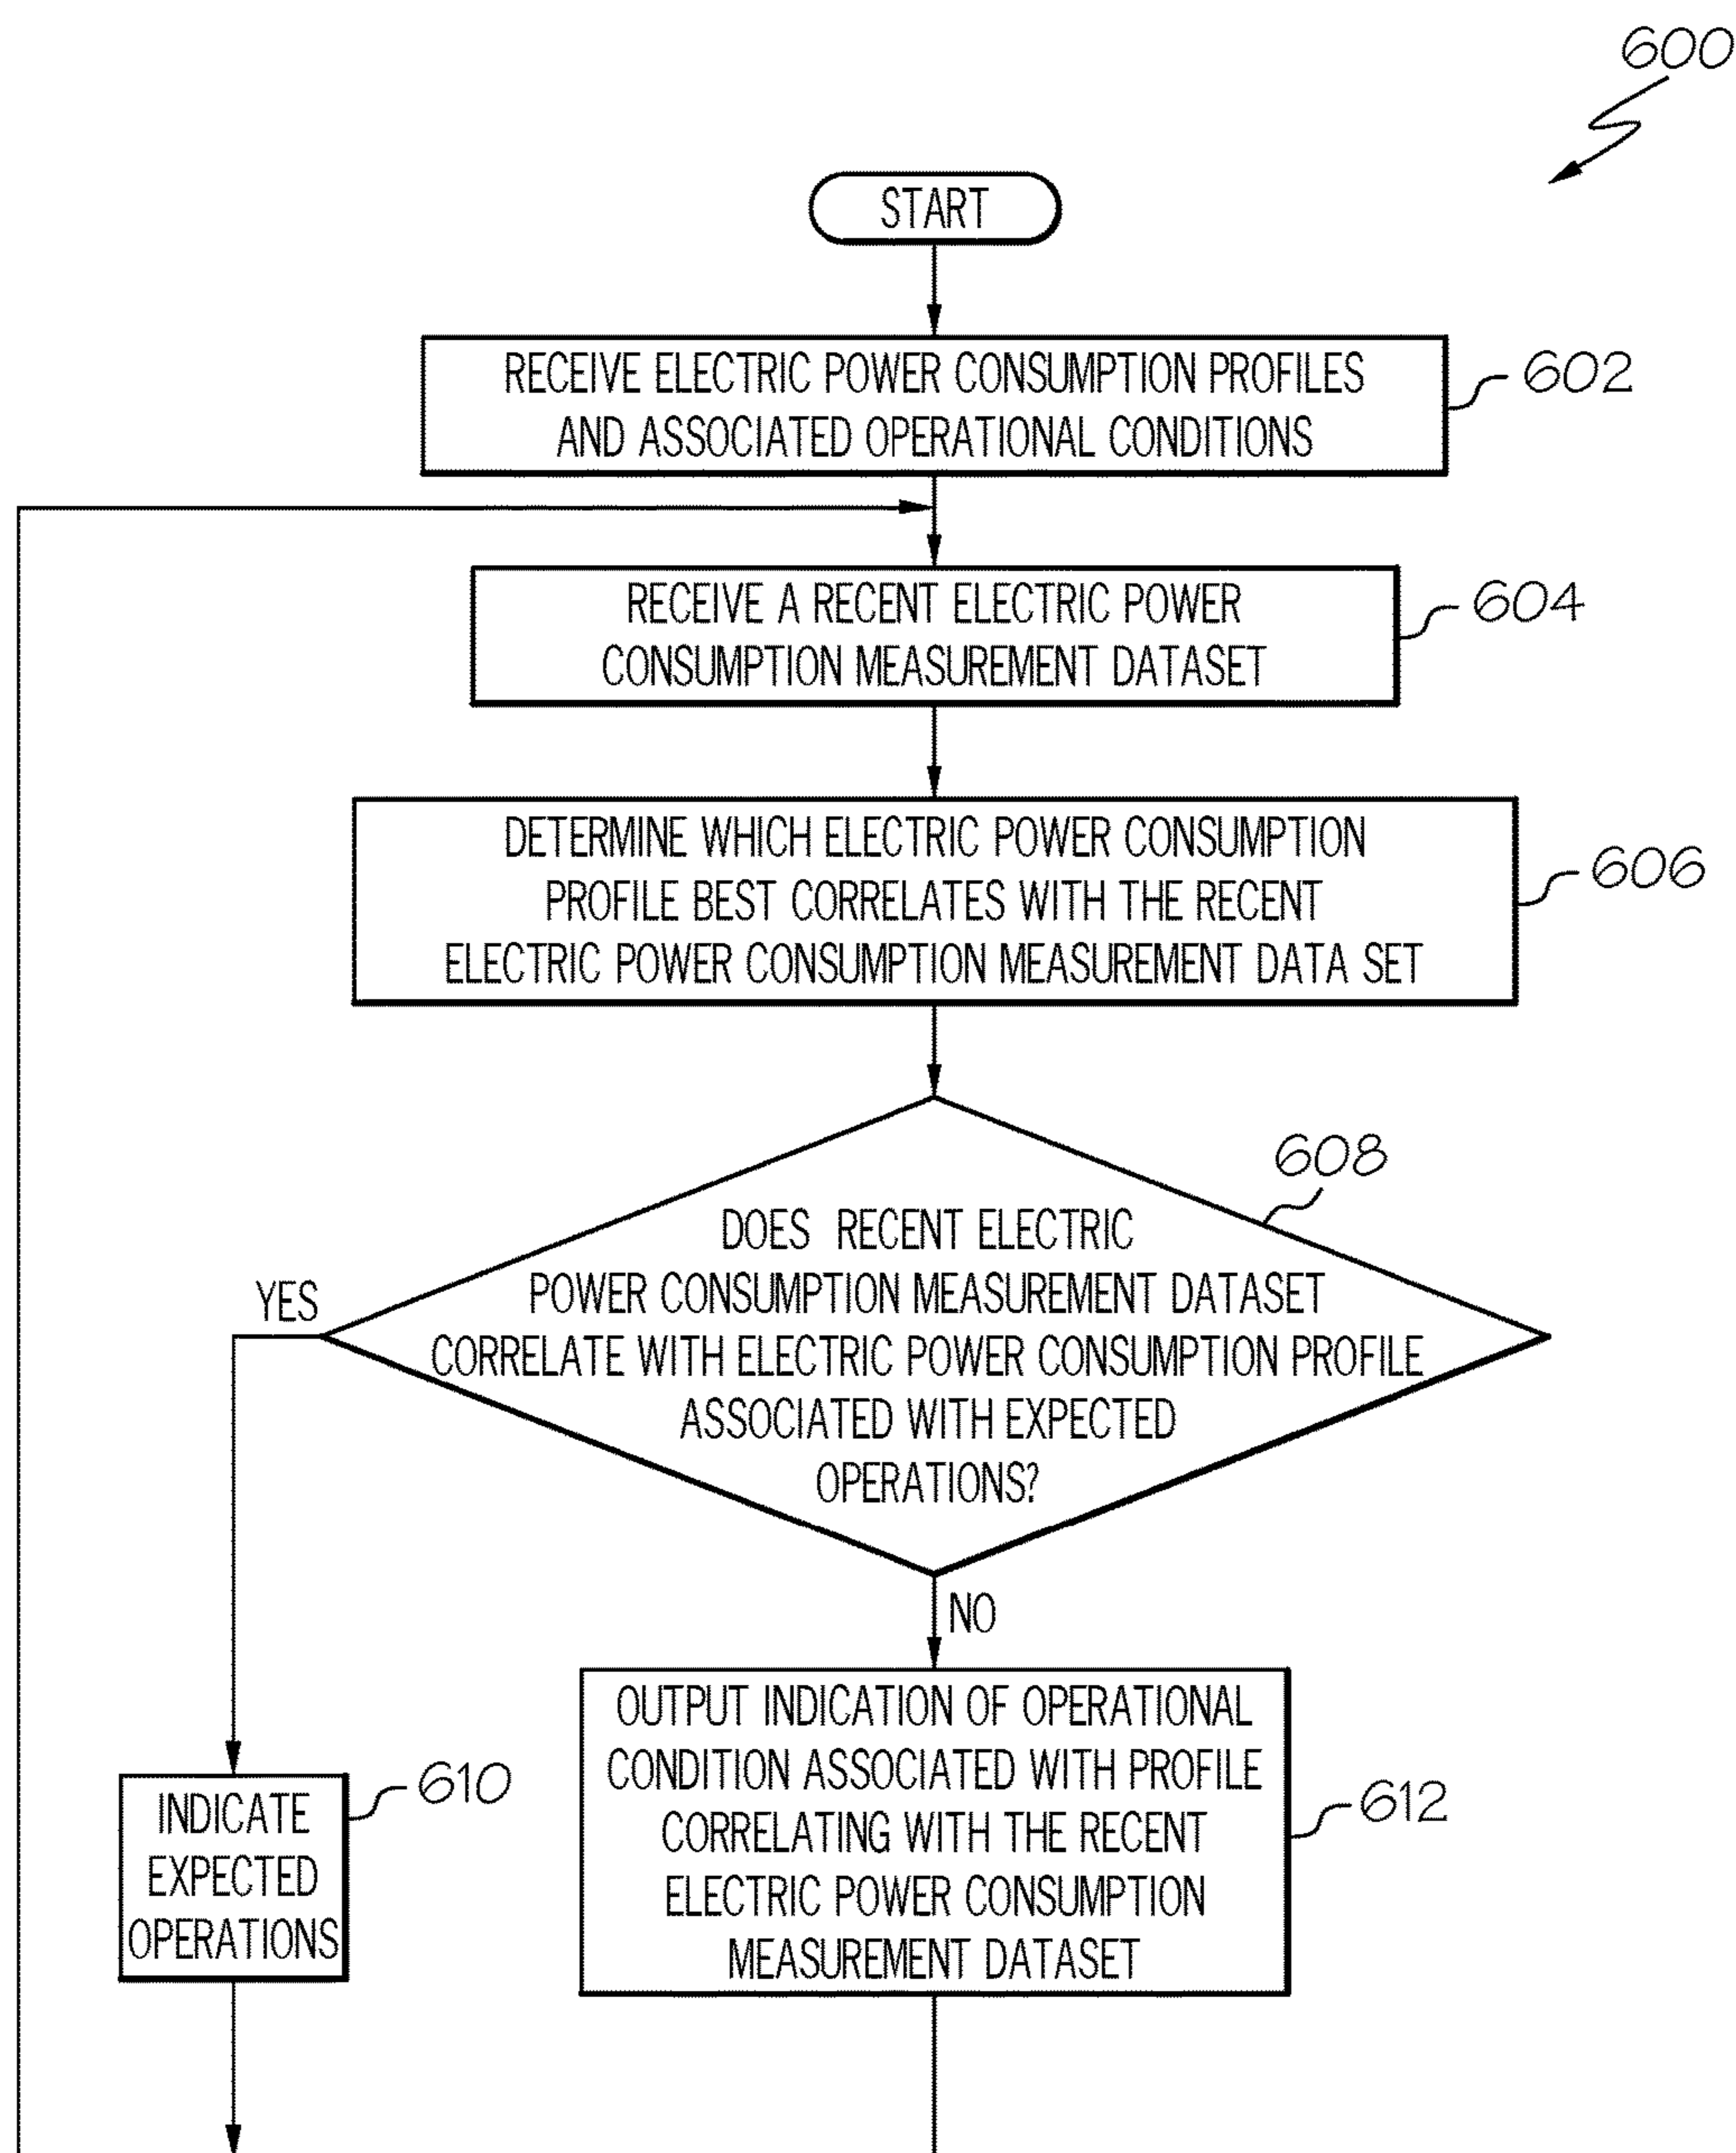 600
START
RECEIVE ELECTRIC POWER CONSUMPTION PROFILES
AND ASSOCIATED OPERATIONAL CONDITIONS
602
RECEIVE A RECENT ELECTRIC POWER
CONSUMPTION MEASUREMENT DATASET
604
DETERMINE WHICH ELECTRIC POWER CONSUMPTION
PROFILE BEST CORRELATES WITH THE RECENT
ELECTRIC POWER CONSUMPTION MEASUREMENT DATA SET
606
608
DOES RECENT ELECTRIC
POWER CONSUMPTION MEASUREMENT DATASET
CORRELATE WITH ELECTRIC POWER CONSUMPTION PROFILE
ASSOCIATED WITH EXPECTED
OPERATIONS?
YES
NO
INDICATE
EXPECTED
OPERATIONS
610
OUTPUT INDICATION OF OPERATIONAL
CONDITION ASSOCIATED WITH PROFILE
CORRELATING WITH THE RECENT
ELECTRIC POWER CONSUMPTION
MEASUREMENT DATASET
612